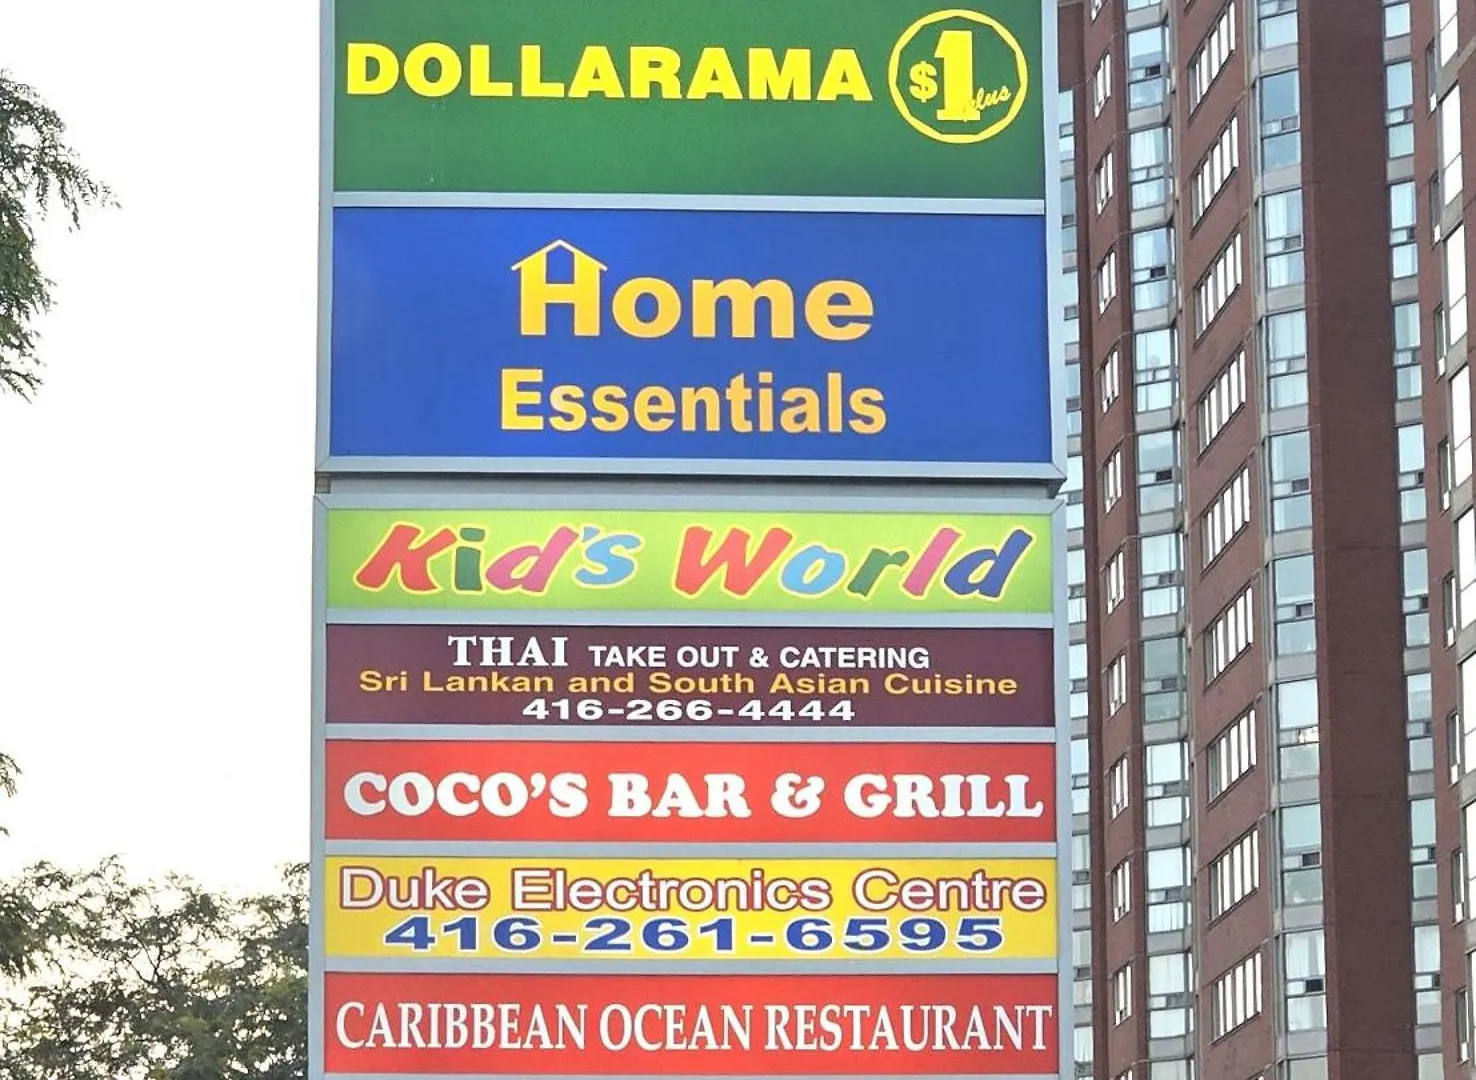 DOLLARAMA $1 plus
Home
Essentials
Kid's World
THAI TAKE OUT & CATERING
Sri Lankan and South Asian Cuisine
416-266-4444
COCO'S BAR & GRILL
Duke Electronics Centre
416-261-6595
CARIBBEAN OCEAN RESTAURANT